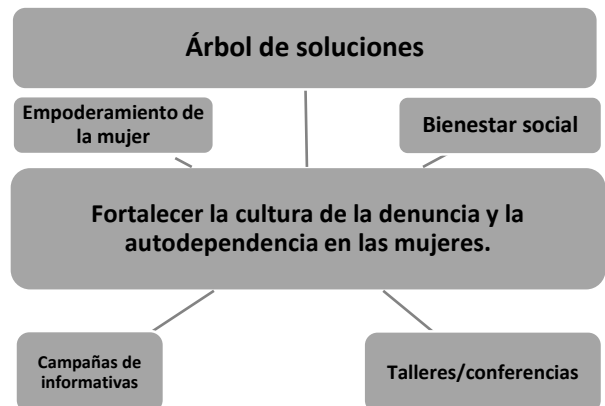 Árbol de soluciones
Empoderamiento de
la mujer
Bienestar social
Fortalecer la cultura de la denuncia y la
autodependencia en las mujeres.
Campañas de
informativas
Talleres/conferencias